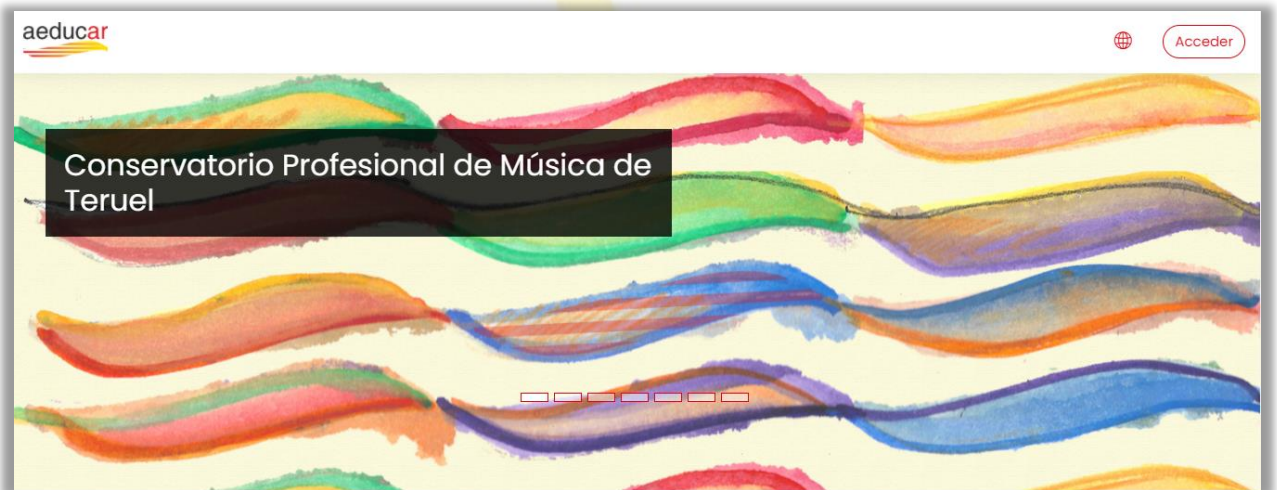 aeducar
Acceder
Conservatorio Profesional de Música de
Teruel